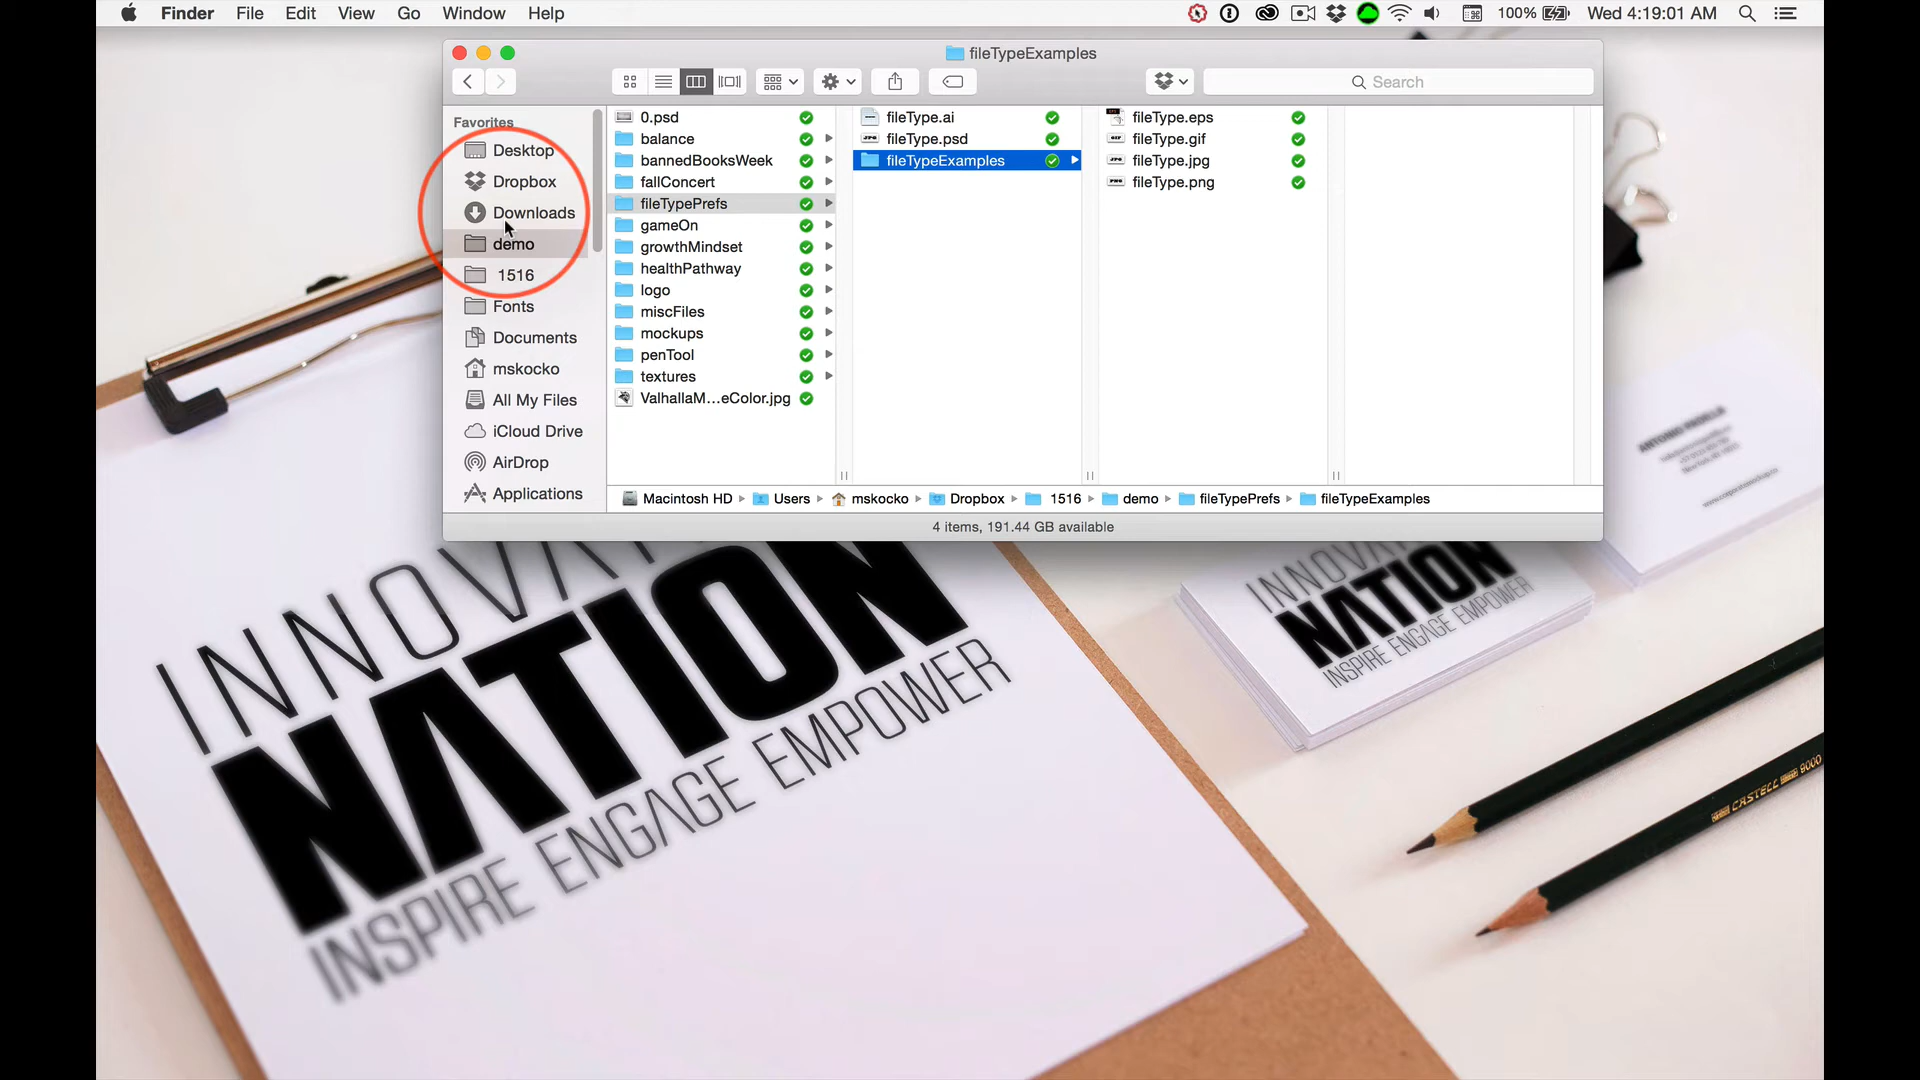 Finder File Edit View Go Window Help 100% Wed 4:19:01 AM
fileTypeExamples
Search
Favorites
Desktop
Dropbox
Downloads
demo
1516
Fonts
Documents
mskocko
All My Files
iCloud Drive
AirDrop
Applications
0.psd
balance
bannedBooksWeek
fallConcert
fileTypePrefs
gameOn
growthMindset
healthPathway
logo
miscFiles
mockups
penTool
textures
ValhallaM...eColor.jpg
fileType.ai
fileType.psd
fileTypeExamples
fileType.eps
fileType.gif
fileType.jpg
fileType.png
Macintosh HD Users mskocko Dropbox 1516 demo fileTypePrefs fileTypeExamples
4 items, 191.44 GB available
NATION
INSPIRE ENGAGE EMPOWER
NATION
INSPIRE ENGAGE EMPOWER
CASTELL 9000